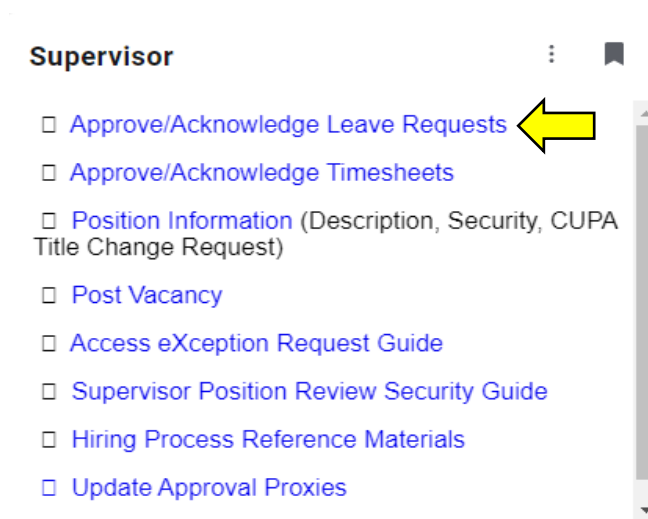 Supervisor
Approve/Acknowledge Leave Requests
Approve/Acknowledge Timesheets
Position Information (Description, Security, CUPA
Title Change Request)
Post Vacancy
Access eXception Request Guide
Supervisor Position Review Security Guide
Hiring Process Reference Materials
Update Approval Proxies